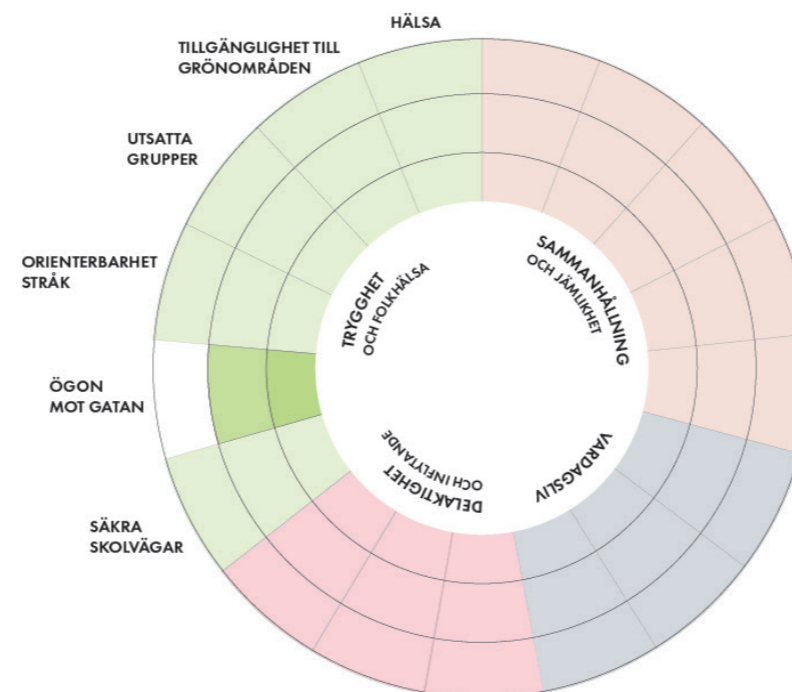 HÄLSA
TILLGÄNGLIGHET TILL
GRÖNOMRÅDEN
UTSATTA
GRUPPER
ORIENTERBARHET
STRÅK
ÖGON
MOT GATAN
SÄKRA
SKOLVÄGAR
TRYGGHET
OCH FOLKHÄLSA
SAMMANHÅLLNING
OCH JÄMLIKHET
DELAKTIGHET
OCH INFLYTANDE
VARDAGSLIV